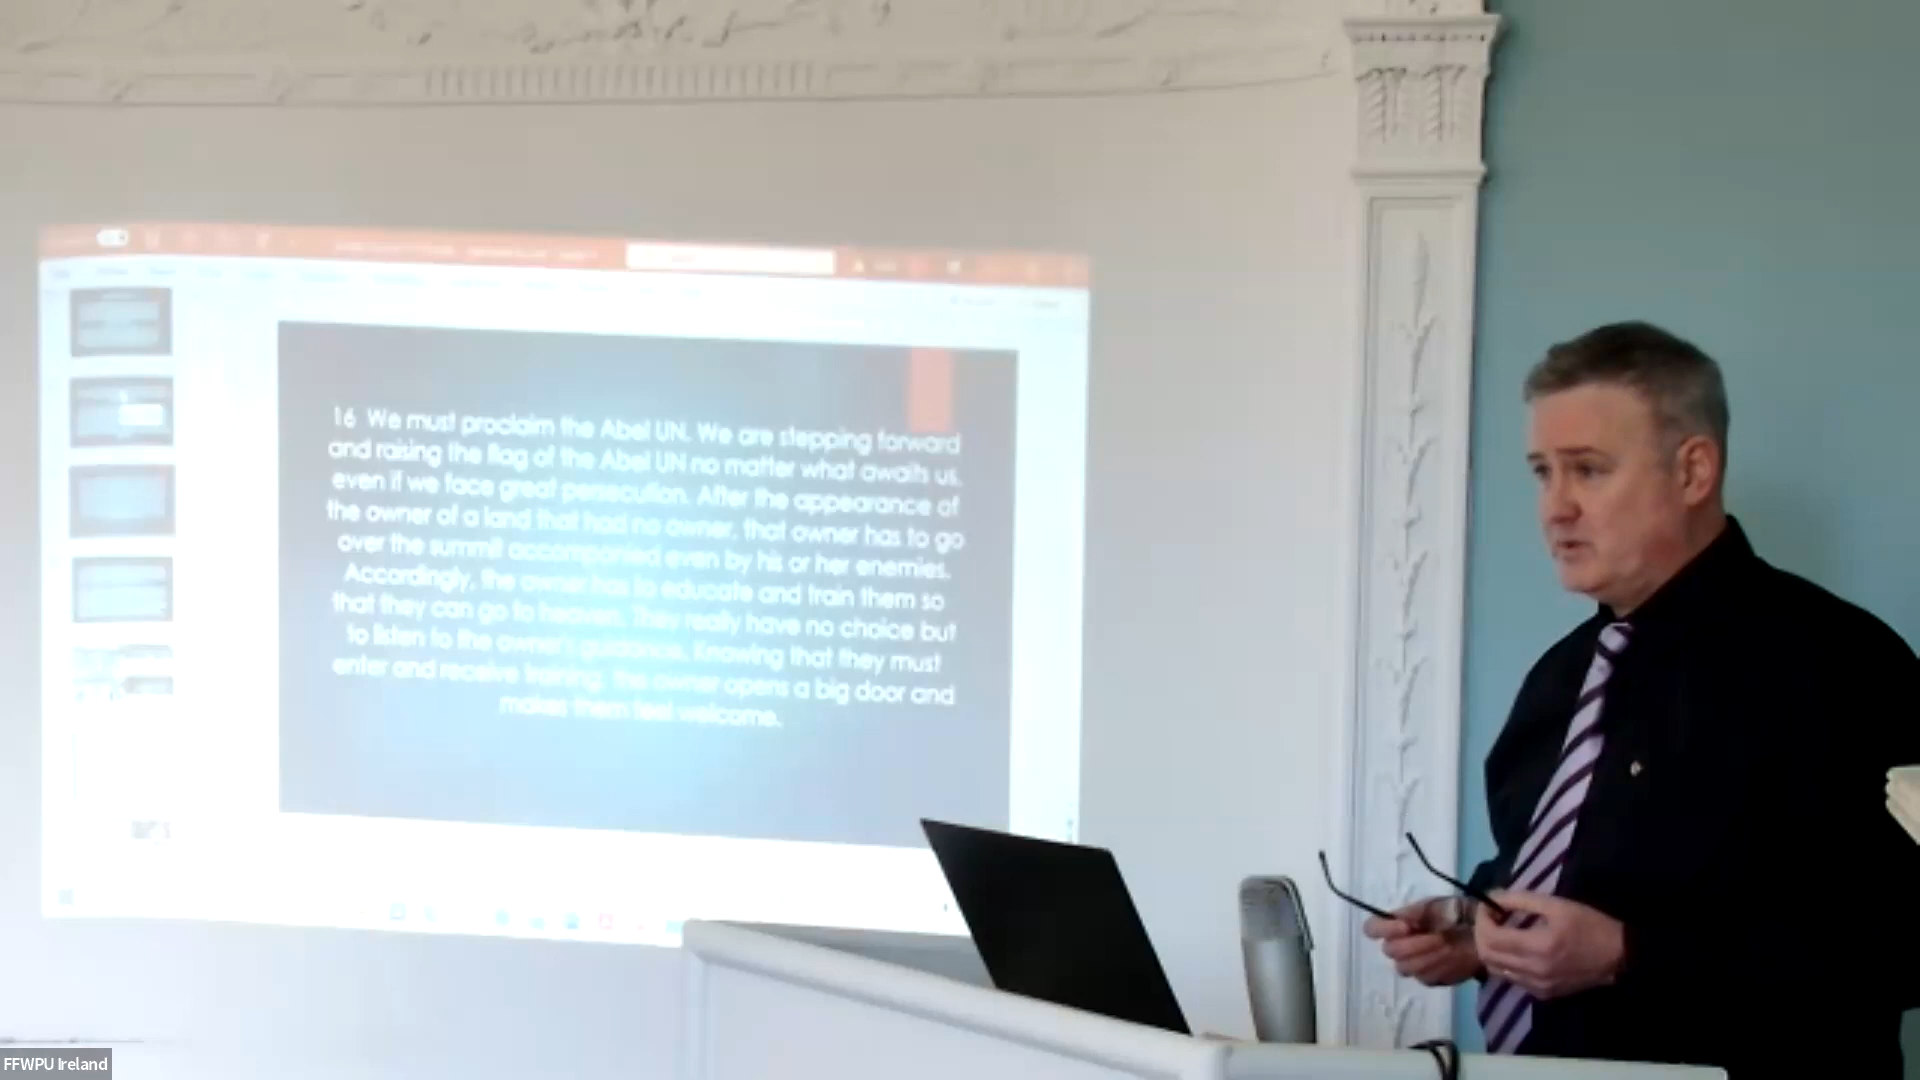 16 We must proclaim the Abel UN. We are stepping forward
and raising the flag of the Abel UN no matter what awaits us,
even if we face great persecution. After the appearance of
the owner of a land that had no owner, that owner has to go
over the summit accompanied even by his or her enemies.
Accordingly, the owner has to educate and train them so
that they can go to heaven. They really have no choice but
to listen to the owner's guidance. Knowing that they must
enter and receive training, the owner opens a big door and
makes them feel welcome.
FFWPU Ireland